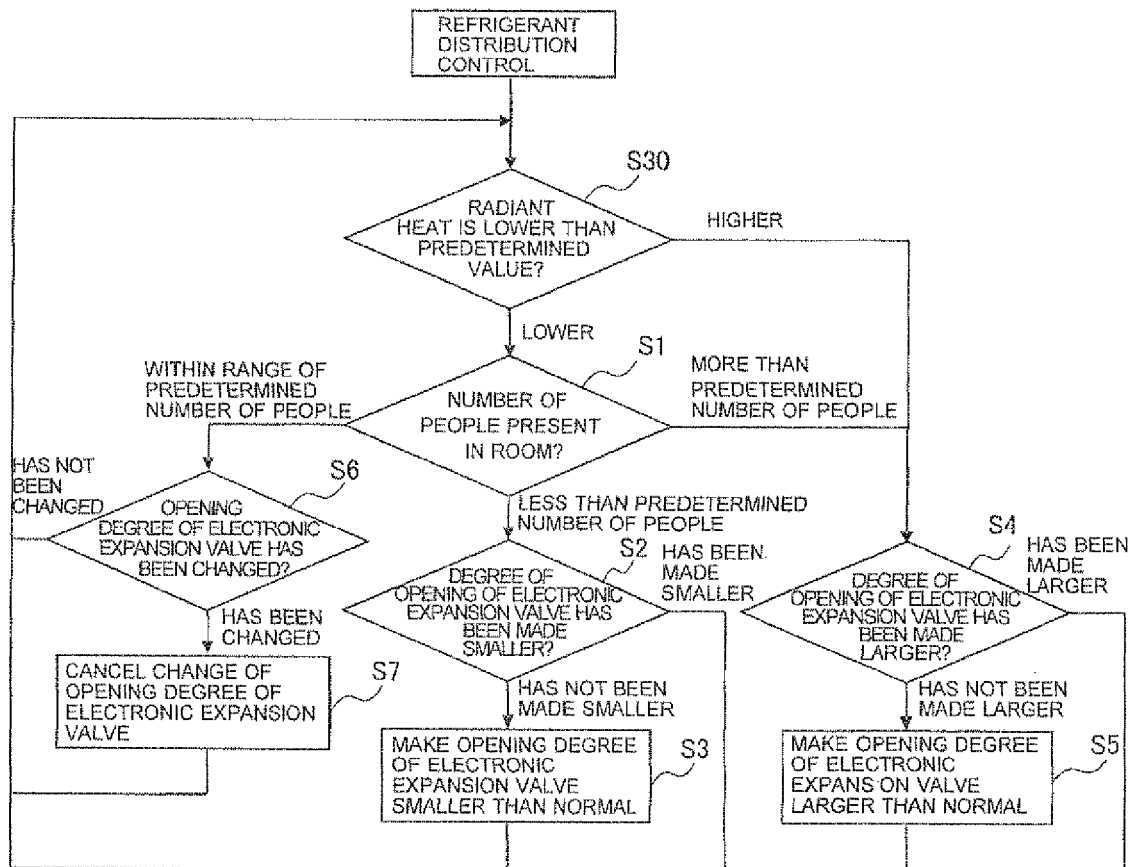 REFRIGERANT
DISTRIBUTION
CONTROL
S30
RADIANT
HEAT IS LOWER THAN
PREDETERMINED
VALUE?
HIGHER
LOWER
S1
WITHIN RANGE OF
PREDETERMINED
NUMBER OF PEOPLE
NUMBER OF
PEOPLE PRESENT
IN ROOM?
MORE THAN
PREDETERMINED
NUMBER OF PEOPLE
HAS NOT
BEEN
CHANGED
S6
OPENING
DEGREE OF ELECTRONIC
EXPANSION VALVE HAS
BEEN CHANGED?
LESS THAN PREDETERMINED
NUMBER OF PEOPLE
S2
HAS BEEN
MADE
SMALLER
DEGREE OF
OPENING OF ELECTRONIC
EXPANSION VALVE HAS
BEEN MADE
SMALLER?
S4
HAS BEEN
MADE
LARGER
DEGREE OF
OPENING OF ELECTRONIC
EXPANSION VALVE HAS
BEEN MADE
LARGER?
HAS BEEN
CHANGED
S7
CANCEL CHANGE OF
OPENING DEGREE OF
ELECTRONIC EXPANSION
VALVE
HAS NOT BEEN
MADE SMALLER
S3
MAKE OPENING DEGREE
OF ELECTRONIC
EXPANSION VALVE
SMALLER THAN NORMAL
HAS NOT BEEN
MADE LARGER
S5
MAKE OPENING DEGREE
OF ELECTRONIC
EXPANS ON VALVE
LARGER THAN NORMAL